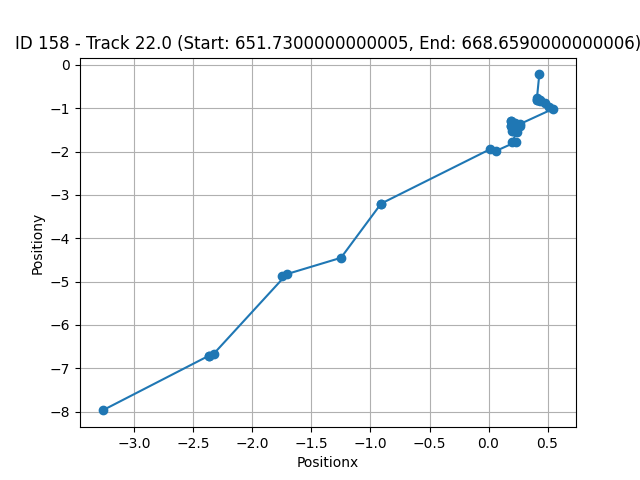 ID 158 - Track 22.0 (Start: 651.7300000000005, End: 668.6590000000006)
0
−1
−2
−3
−4
−5
−6
−7
−8
Positiony
−3.0 −2.5 −2.0 −1.5 −1.0 −0.5 0.0 0.5
Positionx